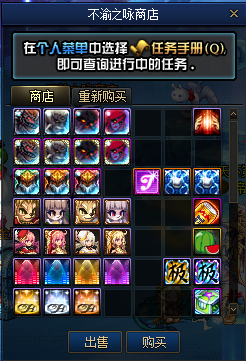 不渝之咏商店
在个人菜单中选择任务手册(Q),
即可查询进行中的任务.
商店 重新购买
极 极
出售 购买